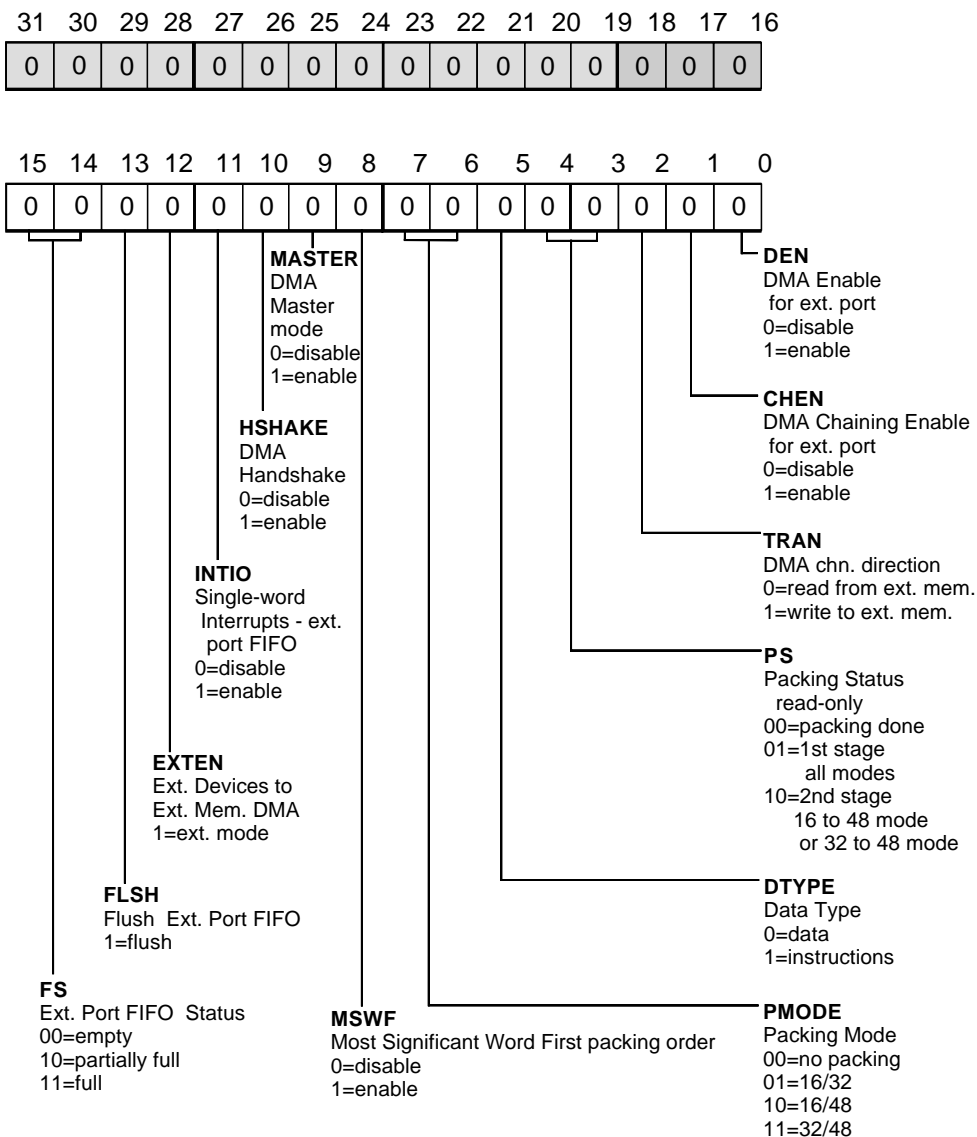 31 30 29 28 27 26 25 24 23 22 21 20 19 18 17 16
0 0 0 0 0 0 0 0 0 0 0 0 0 0 0 0
15 14 13 12 11 10 9 8 7 6 5 4 3 2 1 0
0 0 0 0 0 0 0 0 0 0 0 0 0 0 0 0
MASTER
DMA
Master
mode
0=disable
1=enable
DEN
DMA Enable
for ext. port
0=disable
1=enable
HSHAKE
DMA
Handshake
0=disable
1=enable
CHEN
DMA Chaining Enable
for ext. port
0=disable
1=enable
INTIO
Single-word
Interrupts - ext.
port FIFO
0=disable
1=enable
TRAN
DMA chn. direction
0=read from ext. mem.
1=write to ext. mem.
PS
Packing Status
read-only
00=packing done
01=1st stage
all modes
10=2nd stage
16 to 48 mode
or 32 to 48 mode
EXTEN
Ext. Devices to
Ext. Mem. DMA
1=ext. mode
FLSH
Flush Ext. Port FIFO
1=flush
DTYPE
Data Type
0=data
1=instructions
FS
Ext. Port FIFO Status
00=empty
10=partially full
11=full
MSWF
Most Significant Word First packing order
0=disable
1=enable
PMODE
Packing Mode
00=no packing
01=16/32
10=16/48
11=32/48